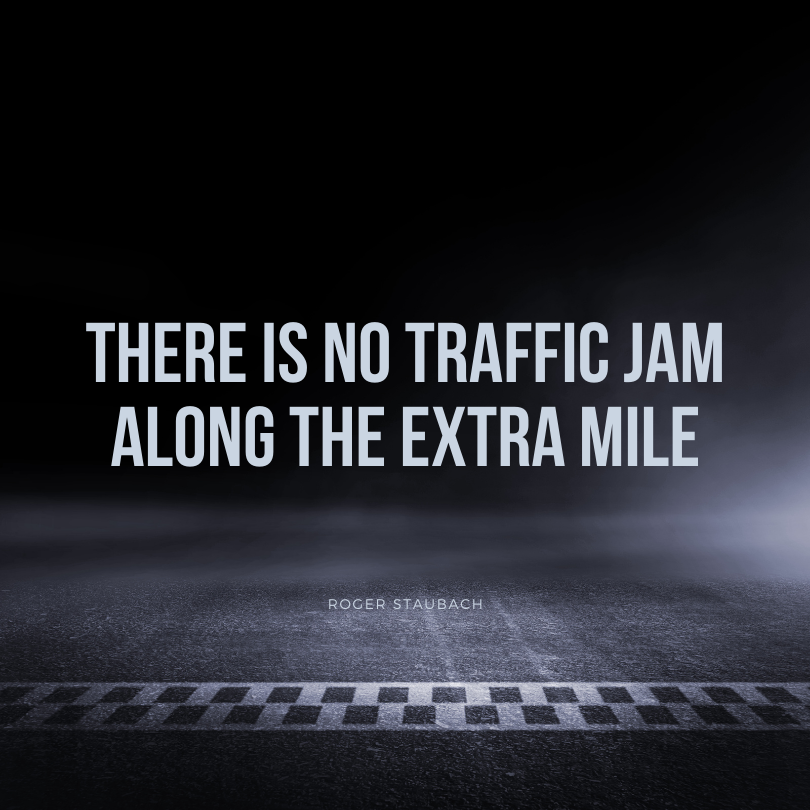 THERE IS NO TRAFFIC JAM
ALONG THE EXTRA MILE
ROGER STAUBACH